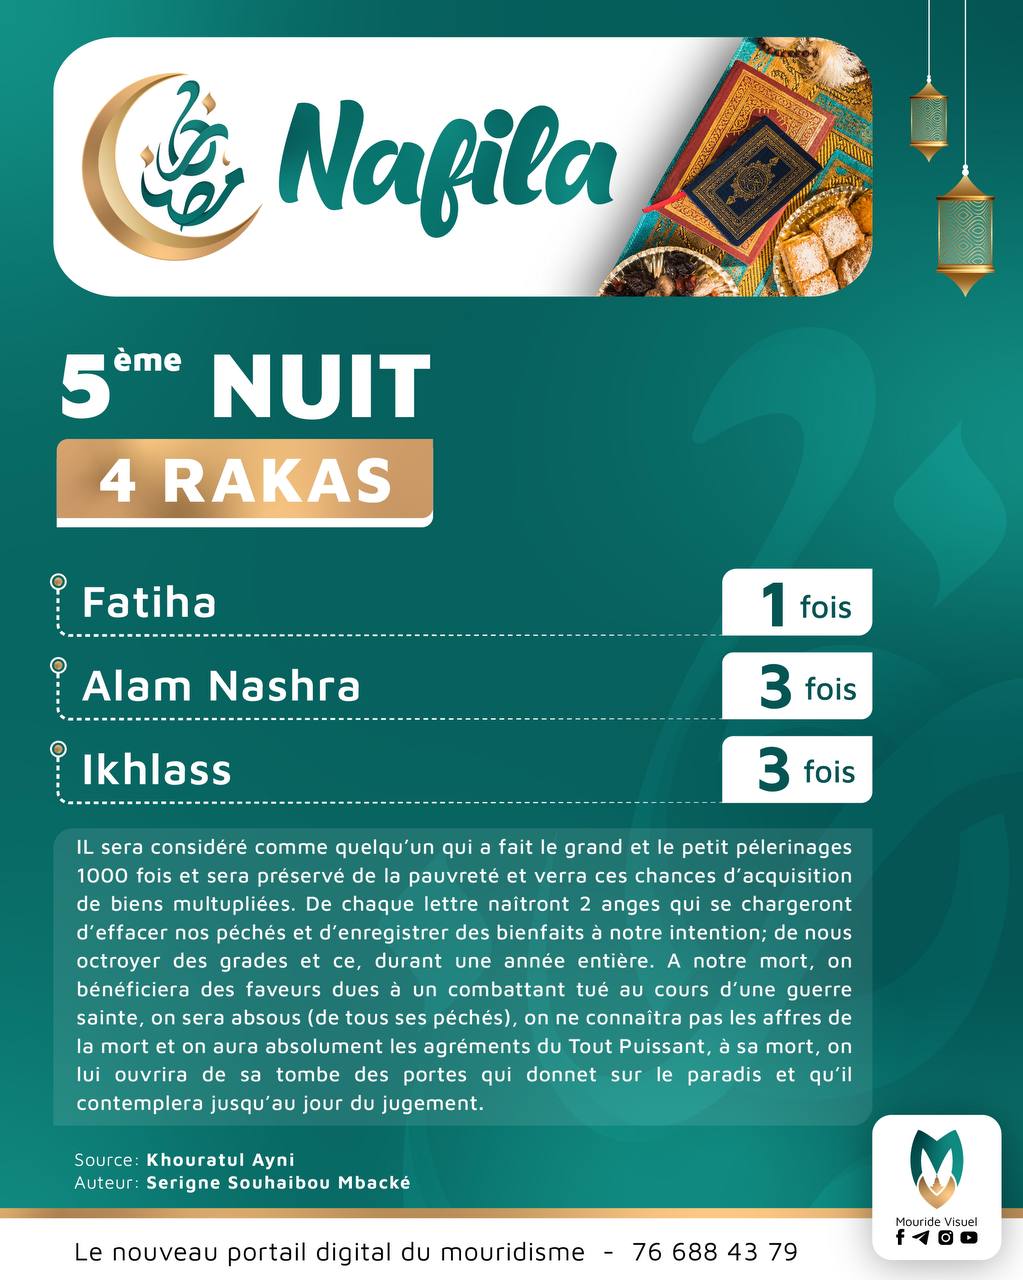 رمضان
Nafila
5ème NUIT
4 RAKAS
Fatiha 1 fois
Alam Nashra 3 fois
Ikhlass 3 fois
IL sera considéré comme quelqu’un qui a fait le grand et le petit pélerinages
1000 fois et sera préservé de la pauvreté et verra ces chances d’acquisition
de biens multupliées. De chaque lettre naîtront 2 anges qui se chargeront
d’effacer nos péchés et d’enregistrer des bienfaits à notre intention; de nous
octroyer des grades et ce, durant une année entière. A notre mort, on
bénéficiera des faveurs dues à un combattant tué au cours d’une guerre
sainte, on sera absous (de tous ses péchés), on ne connaîtra pas les affres de
la mort et on aura absolument les agréments du Tout Puissant, à sa mort, on
lui ouvrira de sa tombe des portes qui donnet sur le paradis et qu’il
contemplera jusqu’au jour du jugement.
Source: Khouratul Ayni
Auteur: Serigne Souhaibou Mbacké
Mouride Visuel
Le nouveau portail digital du mouridisme - 76 688 43 79